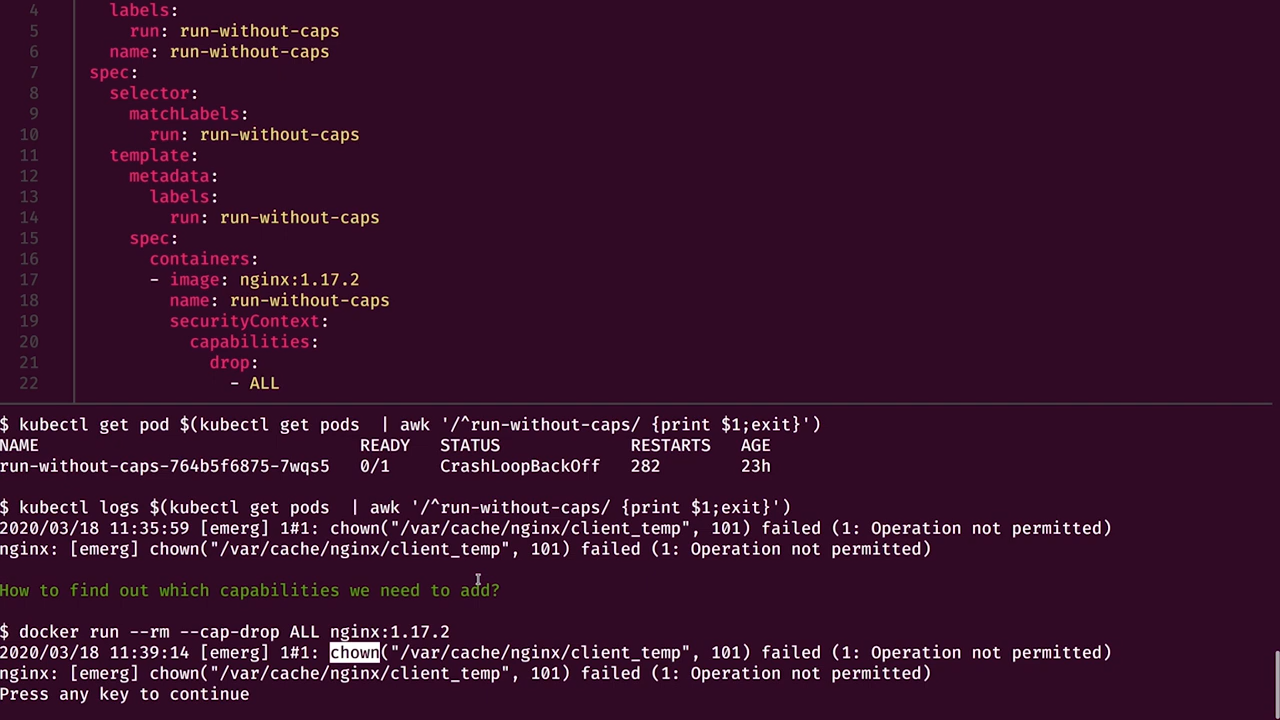 4 labels:
5 run: run-without-caps
6 name: run-without-caps
7 spec:
8 selector:
9 matchLabels:
10 run: run-without-caps
11 template:
12 metadata:
13 labels:
14 run: run-without-caps
15 spec:
16 containers:
17 - image: nginx:1.17.2
18 name: run-without-caps
19 securityContext:
20 capabilities:
21 drop:
22 - ALL
$ kubectl get pod $(kubectl get pods  | awk '/^run-without-caps/ {print $1;exit}')
NAME READY STATUS RESTARTS AGE
run-without-caps-764b5f6875-7wqs5 0/1 CrashLoopBackOff 282 23h
$ kubectl logs $(kubectl get pods  | awk '/^run-without-caps/ {print $1;exit}')
2020/03/18 11:35:59 [emerg] 1#1: chown("/var/cache/nginx/client_temp", 101) failed (1: Operation not permitted)
nginx: [emerg] chown("/var/cache/nginx/client_temp", 101) failed (1: Operation not permitted)
How to find out which capabilities we need to add?
$ docker run --rm --cap-drop ALL nginx:1.17.2
2020/03/18 11:39:14 [emerg] 1#1: chown("/var/cache/nginx/client_temp", 101) failed (1: Operation not permitted)
nginx: [emerg] chown("/var/cache/nginx/client_temp", 101) failed (1: Operation not permitted)
Press any key to continue